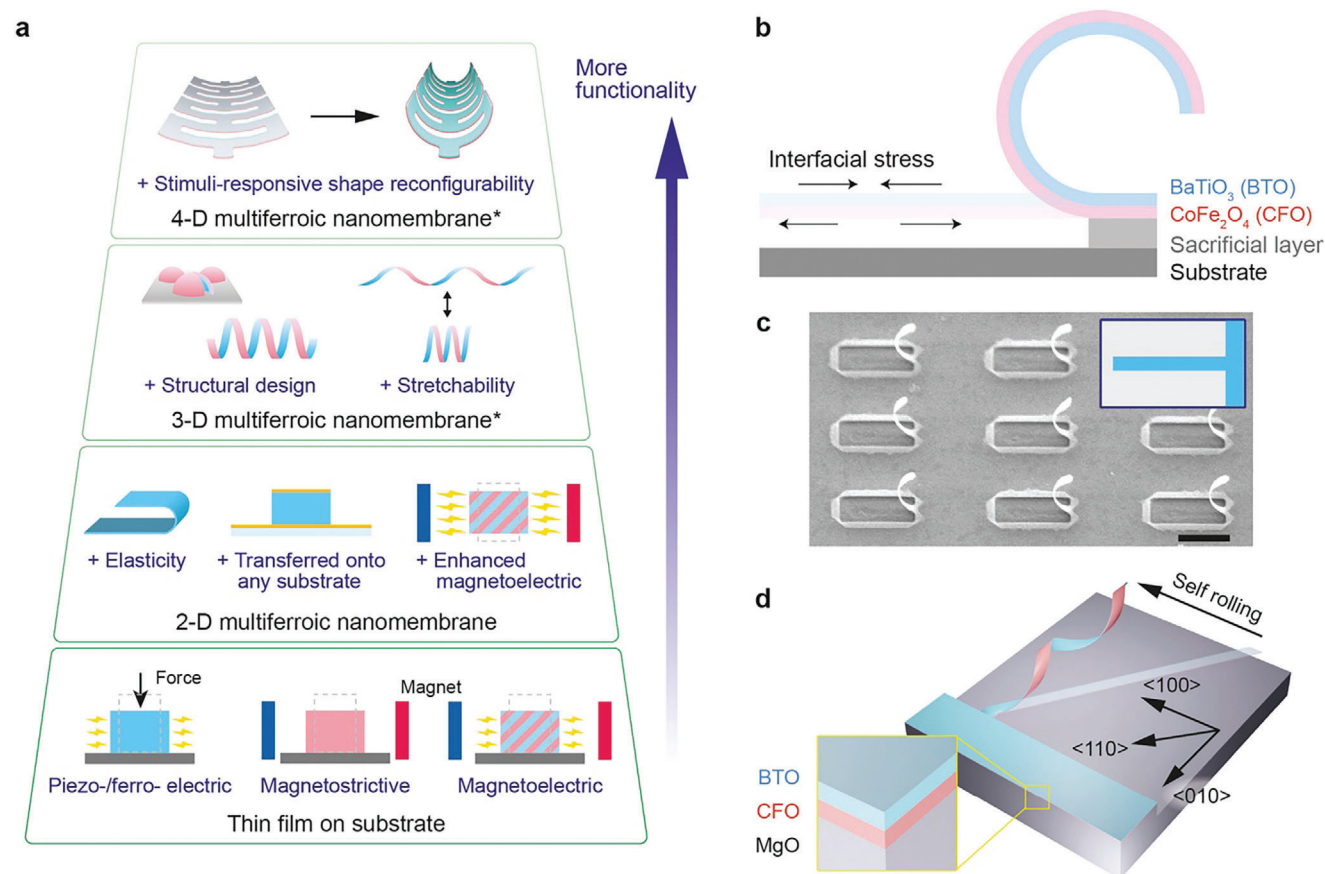 a
More
functionality
+ Stimuli-responsive shape reconfigurability
4-D multiferroic nanomembrane*
+ Structural design
+ Stretchability
3-D multiferroic nanomembrane*
+ Elasticity
+ Transferred onto
any substrate
+ Enhanced
magnetoelectric
2-D multiferroic nanomembrane
Force
Magnet
Piezo-/ferro- electric
Magnetostrictive
Magnetoelectric
Thin film on substrate
b
Interfacial stress
BaTiO₃ (BTO)
CoFe₂O₄ (CFO)
Sacrificial layer
Substrate
c
d
Self rolling
<100>
<110>
<010>
BTO
CFO
MgO